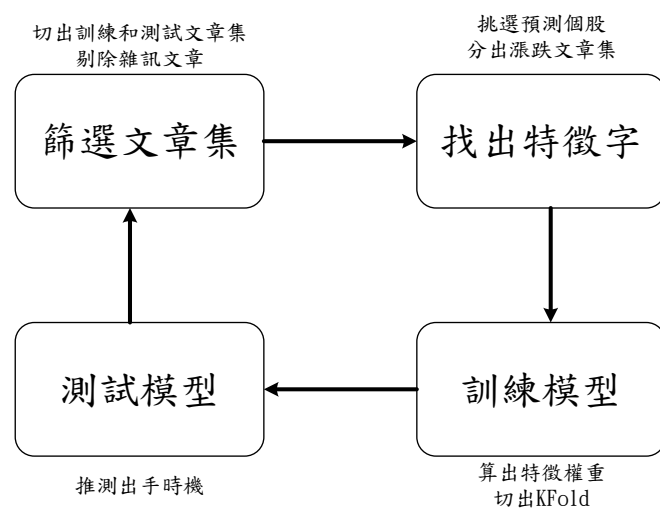 切出訓練和測試文章集
剔除雜訊文章
篩選文章集
挑選預測個股
分出漲跌文章集
找出特徵字
測試模型
推測出手時機
訓練模型
算出特徵權重
切出KFold